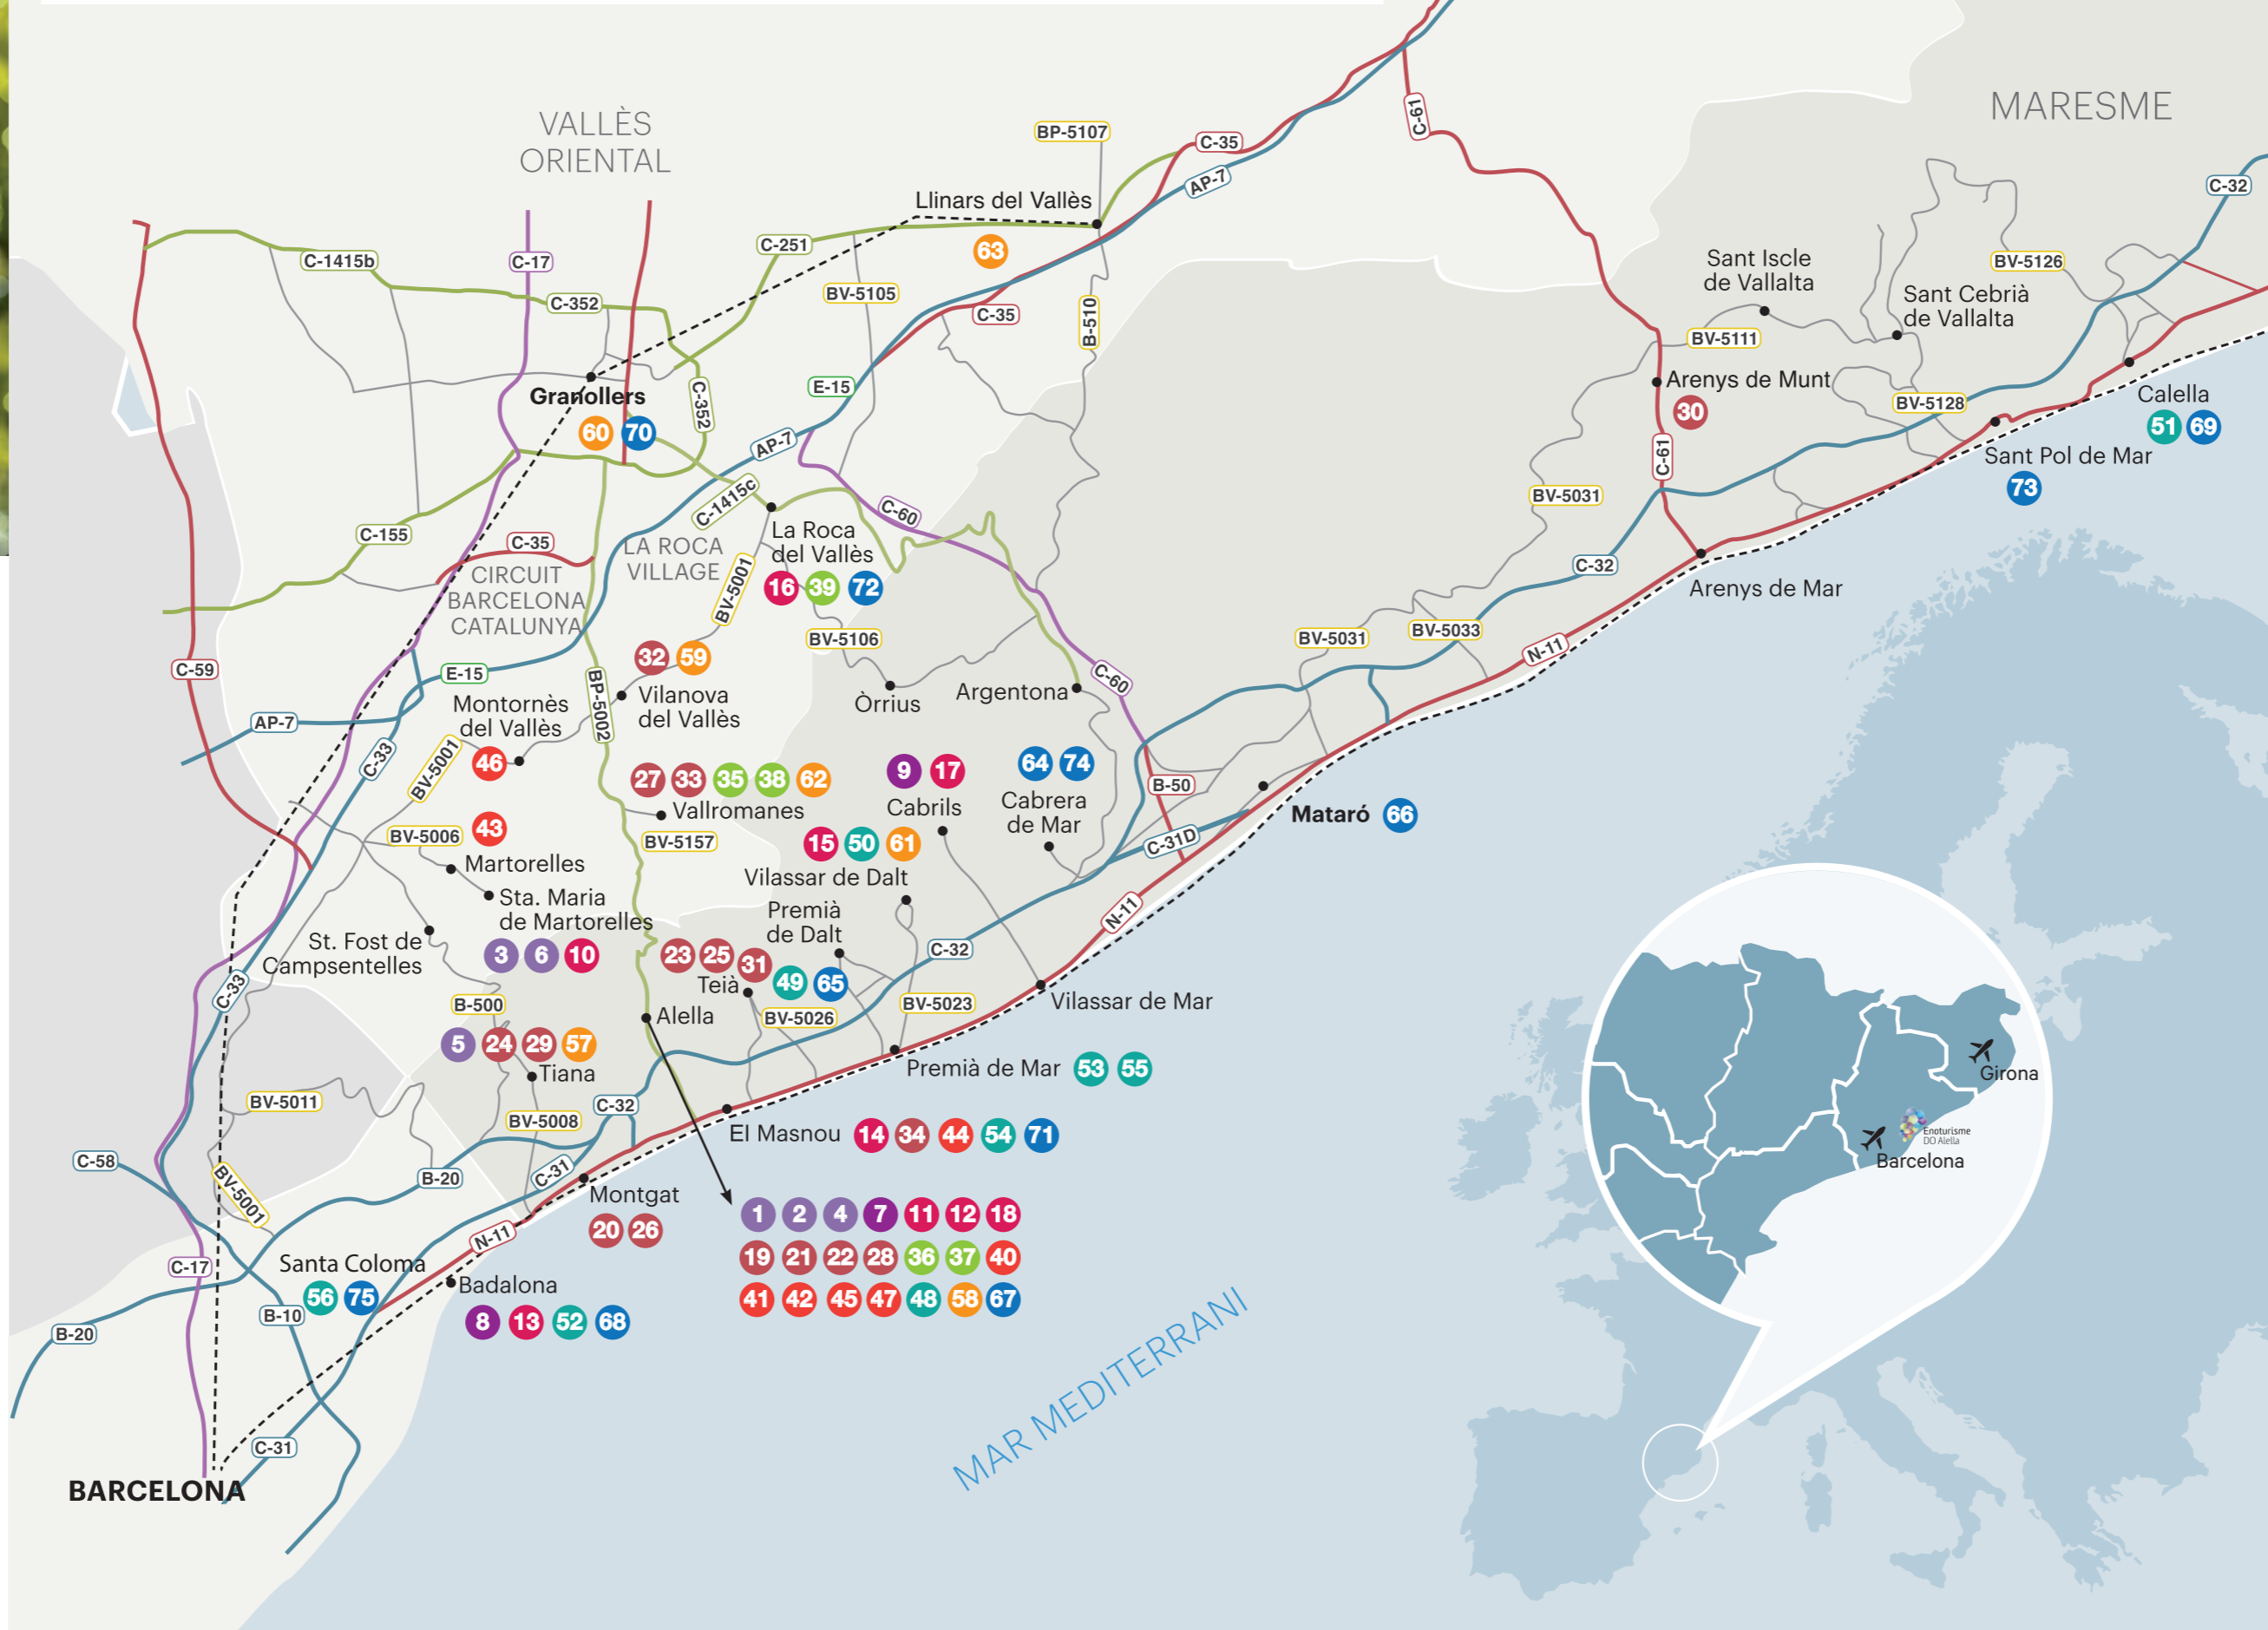 VALLÈS
ORIENTAL
MARESME
BP-5107
C-35
C-61
AP-7
C-32
Llinars del Vallès
63
C-251
C-1415b
C-17
C-352
BV-5105
C-35
B-510
Sant Iscle
de Vallalta
BV-5126
Sant Cebrià
de Vallalta
BV-5111
E-15
Granollers
60 70
C-352
AP-7
Arenys de Munt
30
BV-5128
Calella
51 69
C-61
Sant Pol de Mar
73
C-1415c
C-60
BV-5031
C-155
C-35
LA ROCA
VILLAGE
La Roca
del Vallès
16 39 72
BV-5001
CIRCUIT
BARCELONA
CATALUNYA
C-32
Arenys de Mar
BV-5106
BV-5031
BV-5033
N-11
C-59
E-15
32 59
Vilanova
del Vallès
BP-5002
Òrrius
Argentona
C-60
AP-7
Montornès
del Vallès
46
C-33
BV-5001
27 33 35 38 62
Vallromanes
BV-5157
9 17
Cabrils
64 74
Cabrera
de Mar
B-50
C-31D
Mataró 66
BV-5006
43
Martorelles
Sta. Maria
de Martorelles
3 6 10
15 50 61
Vilassar de Dalt
Premià
de Dalt
49 65
N-11
C-32
St. Fost de
Campsentelles
C-33
23 25 31
Teià
B-500
Alella
BV-5026
BV-5023
Vilassar de Mar
5 24 29 57
Tiana
Premià de Mar 53 55
BV-5011
BV-5008
C-32
El Masnou 14 34 44 54 71
C-58
BV-5001
B-20
C-31
Montgat
20 26
N-11
1 2 4 7 11 12 18
19 21 22 28 36 37 40
41 42 45 47 48 58 67
C-17
Santa Coloma
56 75
Badalona
8 13 52 68
B-10
B-20
C-31
BARCELONA
MAR MEDITERRANI
Girona
Enoturisme
DO Alella
Barcelona